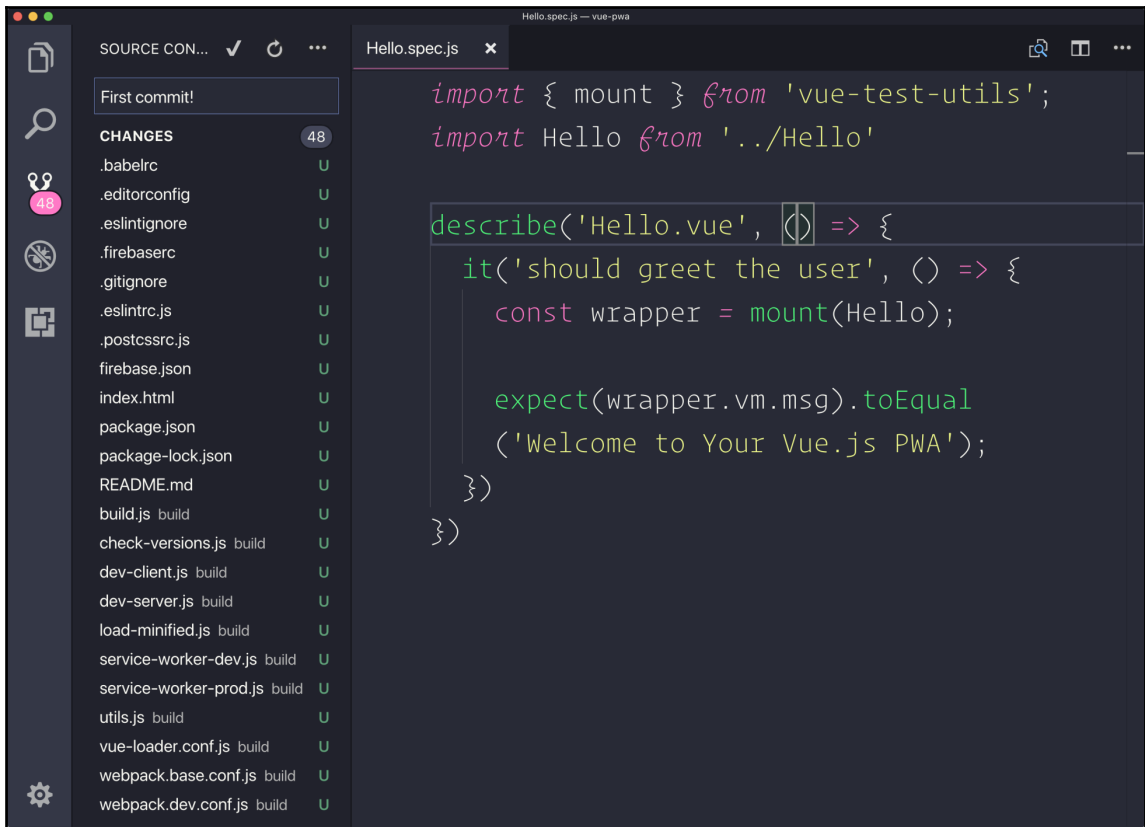 Hello.spec.js — vue-pwa
SOURCE CON...
First commit!
CHANGES 48
48
.babelrc U
.editorconfig U
.eslintignore U
.firebaserc U
.gitignore U
.eslintrc.js U
.postcssrc.js U
firebase.json U
index.html U
package.json U
package-lock.json U
README.md U
build.js build U
check-versions.js build U
dev-client.js build U
dev-server.js build U
load-minified.js build U
service-worker-dev.js build U
service-worker-prod.js build U
utils.js build U
vue-loader.conf.js build U
webpack.base.conf.js build U
webpack.dev.conf.js build U
Hello.spec.js
import { mount } from 'vue-test-utils';
import Hello from '../Hello'
describe('Hello.vue', () => {
it('should greet the user', () => {
const wrapper = mount(Hello);
expect(wrapper.vm.msg).toEqual
('Welcome to Your Vue.js PWA');
})
})